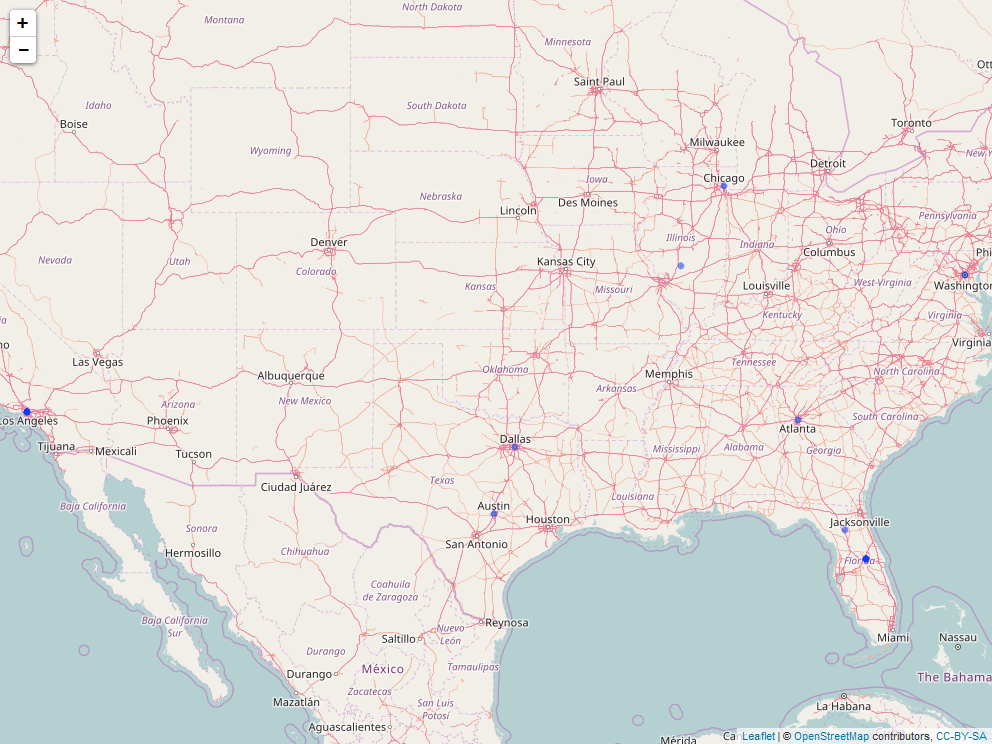 North Dakota
Montana
+
−
Minnesota
Ott
Saint Paul
Idaho
South Dakota
Boise
Toronto
Milwaukee
Wyoming
New Y
Detroit
Chicago
Iowa
Nebraska
Des Moines
Lincoln
Pennsylvania
Ohio
Illinois
Denver
Indiana
Columbus
Phi
Nevada
Utah
Kansas City
Colorado
West Virginia
Kansas
Missouri
Louisville
Washington
Kentucky
Virginia
Virginia
no
Las Vegas
Tennessee
Oklahoma
North Carolina
Albuquerque
Memphis
Arkansas
New Mexico
Arizona
South Carolina
Los Angeles
Phoenix
Atlanta
Dallas
Tijuana
Mexicali
Mississippi
Alabama
Georgia
Tucson
Texas
Ciudad Juárez
Louisiana
Baja California
Austin
Houston
Jacksonville
Sonora
San Antonio
Hermosillo
Chihuahua
Florida
Coahuila
de Zaragoza
Baja California
Sur
Reynosa
Nuevo
León
Saltillo
Miami
Nassau
Durango
México
Tamaulipas
Durango
The Bahama
Zacatecas
Mazatlán
San Luis
Potosí
La Habana
Aguascalientes
Mérida
Ca
Leaflet | © OpenStreetMap contributors, CC-BY-SA